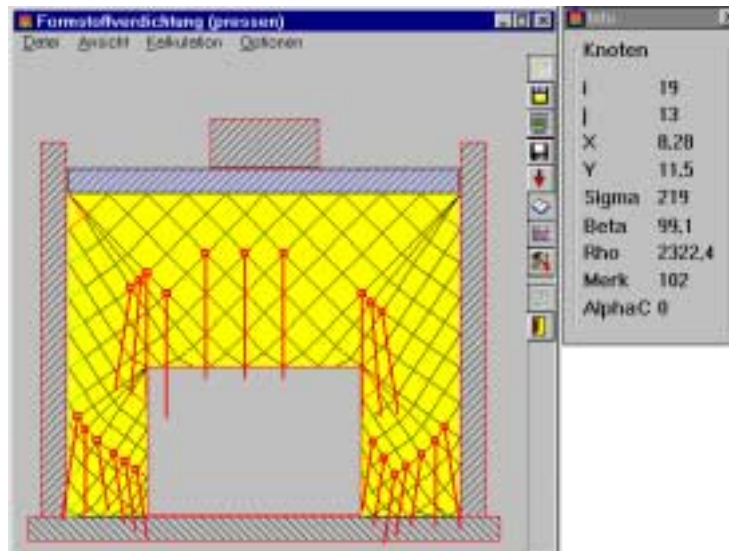 Formstoffverdichtung (pressen)
Datei Ansicht Kalkulation Optionen
Info
Knoten
i 19
j 13
X 8,28
Y 11,5
Sigma 219
Beta 99,1
Rho 2322,4
Merk 102
AlphaC 0